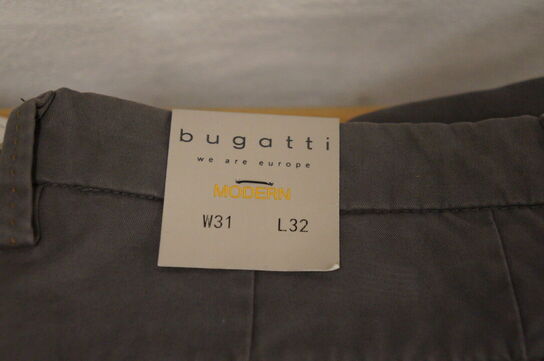 bugatti
we are europe
MODERN
W31 L32